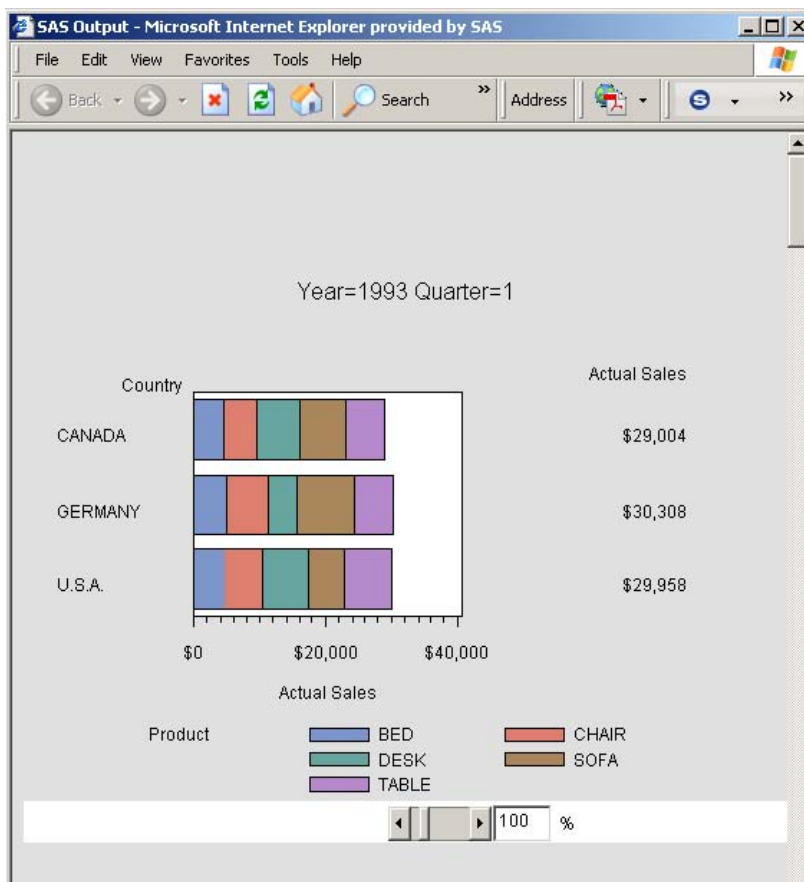 SAS Output - Microsoft Internet Explorer provided by SAS
File Edit View Favorites Tools Help
Back Search » Address »
Year=1993 Quarter=1
Country Actual Sales
CANADA $29,004
GERMANY $30,308
U.S.A. $29,958
$0 $20,000 $40,000
Actual Sales
Product BED CHAIR
DESK SOFA
TABLE
100 %